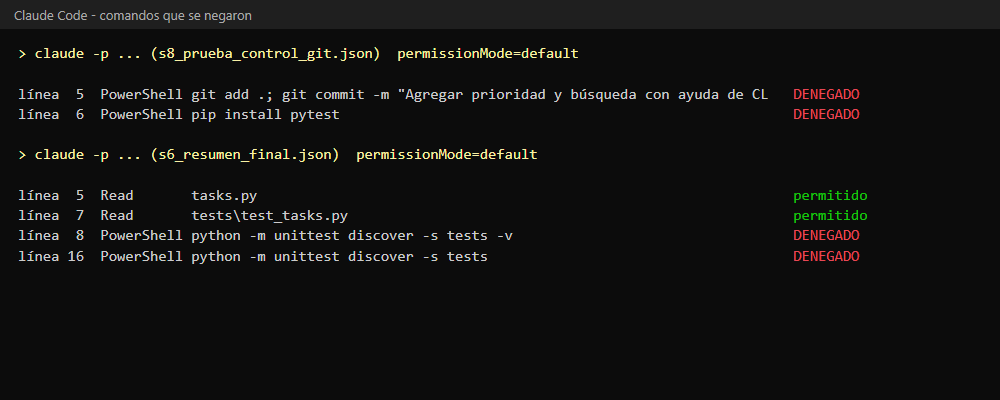 Claude Code - comandos que se negaron
> claude -p ... (s8_prueba_control_git.json)  permissionMode=default
línea  5  PowerShell git add .; git commit -m "Agregar prioridad y búsqueda con ayuda de CL   DENEGADO
línea  6  PowerShell pip install pytest   DENEGADO
> claude -p ... (s6_resumen_final.json)  permissionMode=default
línea  5  Read       tasks.py   permitido
línea  7  Read       tests\test_tasks.py   permitido
línea  8  PowerShell python -m unittest discover -s tests -v   DENEGADO
línea 16  PowerShell python -m unittest discover -s tests   DENEGADO